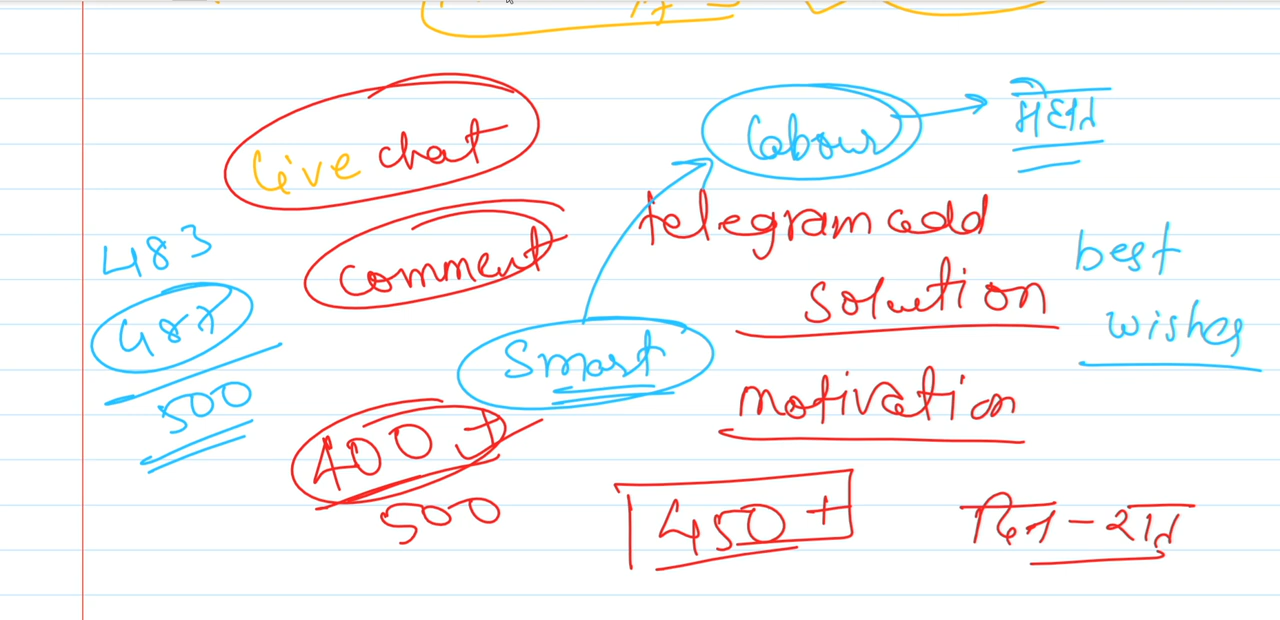 Live chat
Labour → मेहनत
telegram add
comment
483
487
500
solution
best
wishes
Smart
motivation
400 +
500
450 +
दिन - रात